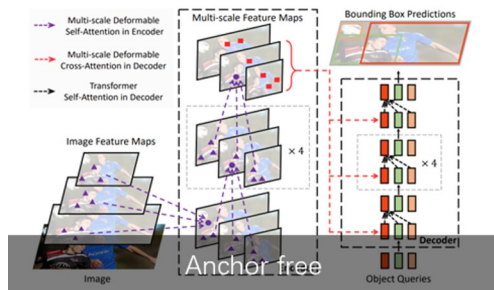 Multi-scale Deformable
Self-Attention in Encoder
Multi-scale Deformable
Cross-Attention in Decoder
Transformer
Self-Attention in Decoder
Multi-scale Feature Maps
Bounding Box Predictions
Image Feature Maps
× 4
× 4
Decoder
Anchor free
Image
Object Queries